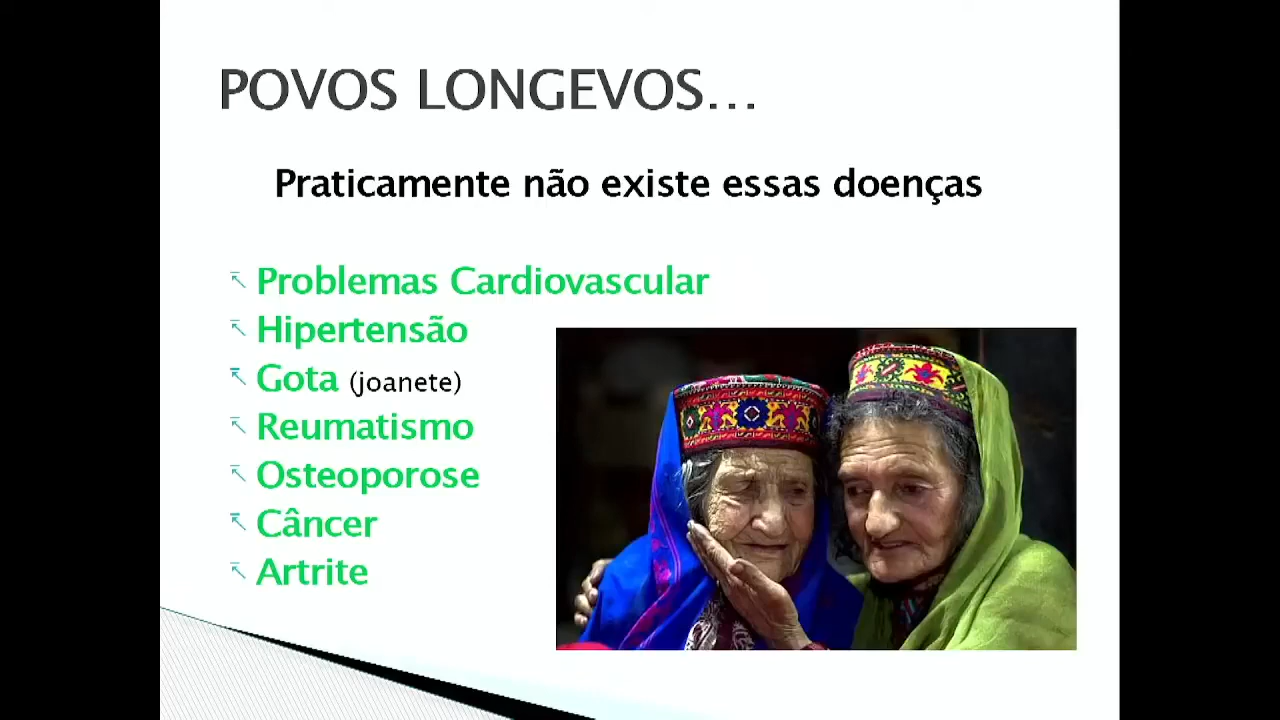 POVOS LONGEVOS...
Praticamente não existe essas doenças
Problemas Cardiovascular
Hipertensão
Gota (joanete)
Reumatismo
Osteoporose
Câncer
Artrite